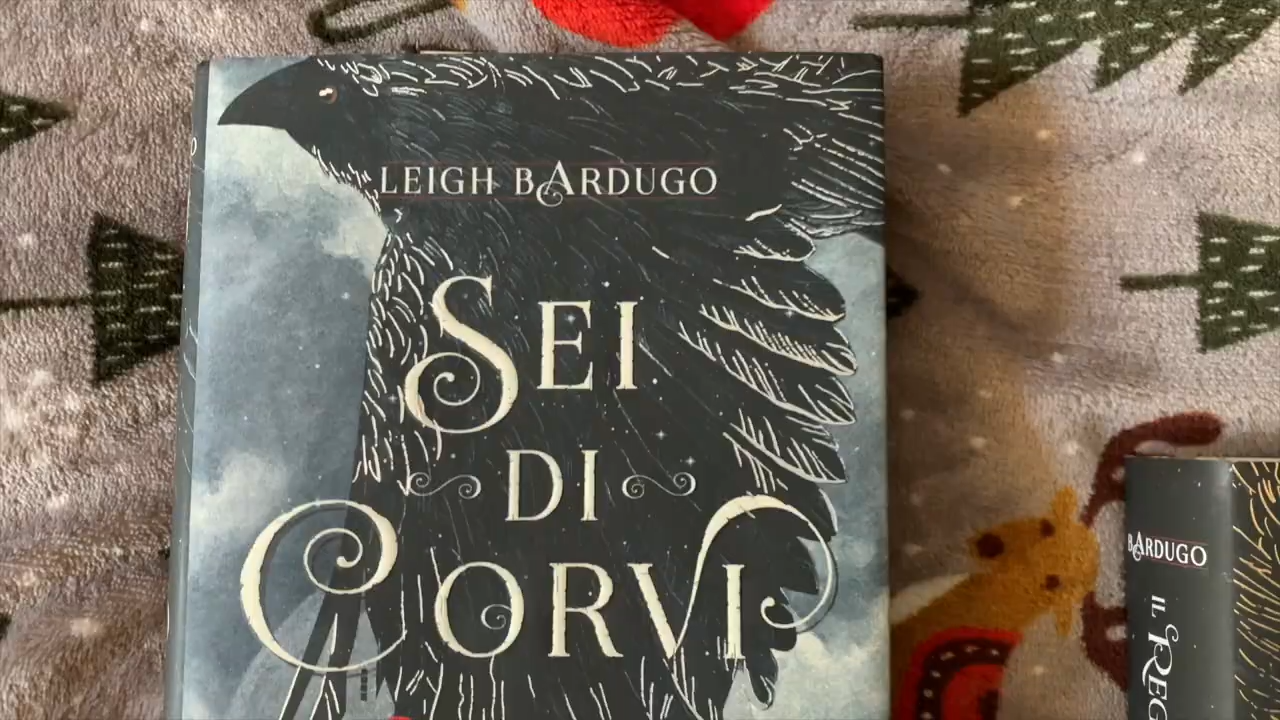 LEIGH BARDUGO
SEI
DI
CORVI
BARDUGO
IL REG